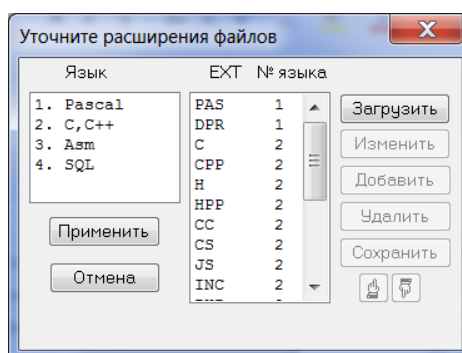 Уточните расширение файлов
Язык EXT № языка
1. Pascal
2. C,C++
3. Asm
4. SQL
PAS 1
DPR 1
C 2
CPP 2
H 2
HPP 2
CC 2
CS 2
JS 2
INC 2
Применить
Отмена
Загрузить
Изменить
Добавить
Удалить
Сохранить